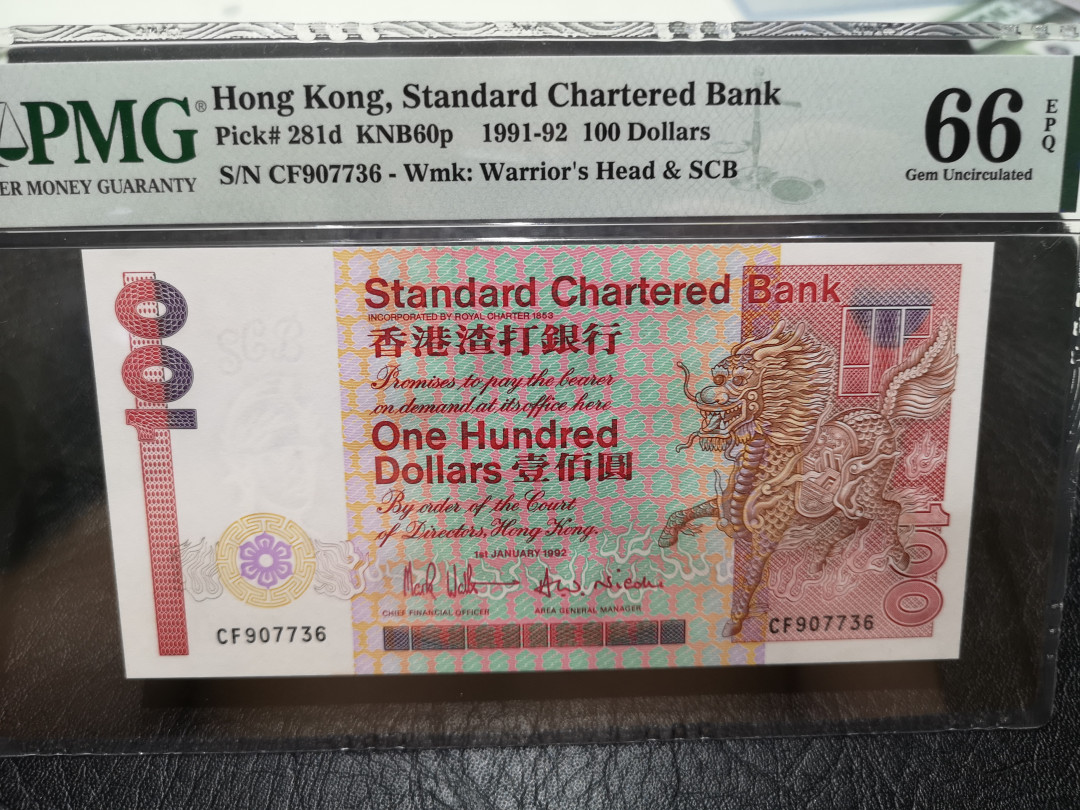 PMG®
ER MONEY GUARANTY
Hong Kong, Standard Chartered Bank
Pick# 281d KNB60p 1991-92 100 Dollars
S/N CF907736 - Wmk: Warrior's Head & SCB
66
EPQ
Gem Uncirculated
100
Standard Chartered Bank
INCORPORATED BY ROYAL CHARTER 1853
香港渣打銀行
Promises to pay the bearer
on demand at its office here
One Hundred
Dollars 壹佰圓
By order of the Court
of Directors, Hong Kong.
1st JANUARY 1992
CHIEF FINANCIAL OFFICER
AREA GENERAL MANAGER
CF907736
CF907736
100
SCB